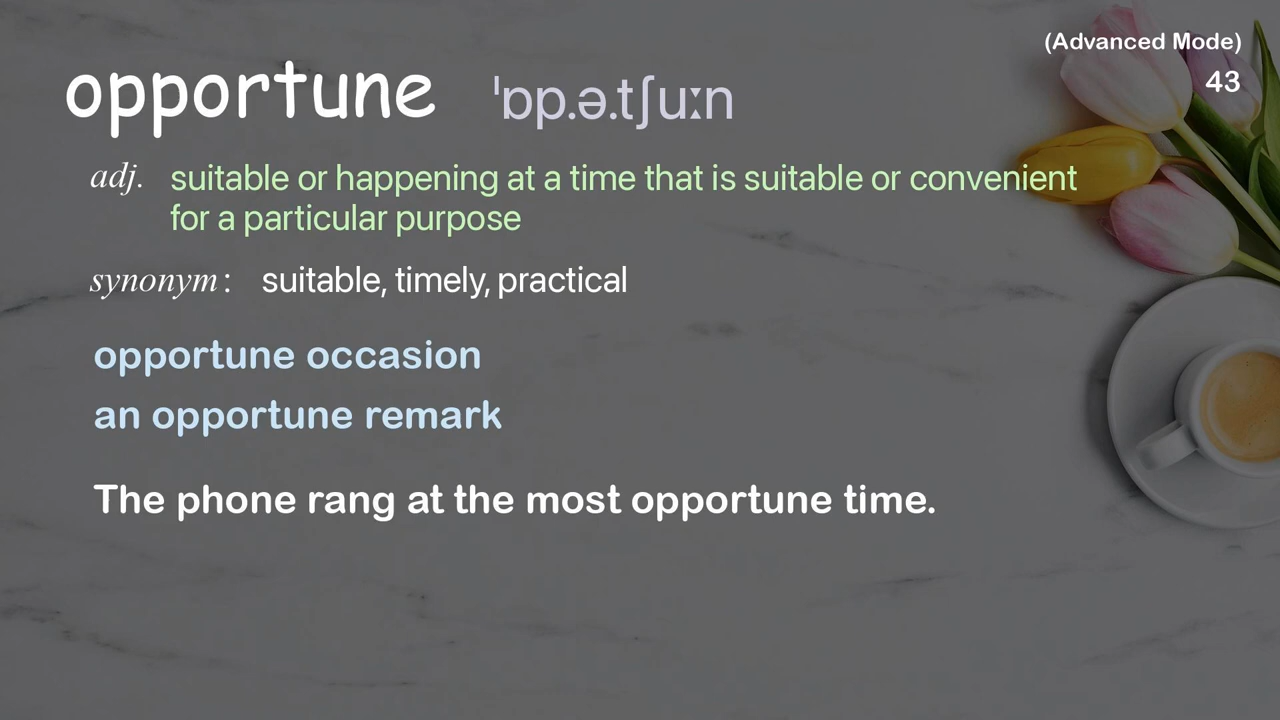 (Advanced Mode)
43
opportune ˈɒp.ə.tʃuːn
adj. suitable or happening at a time that is suitable or convenient
for a particular purpose
synonym: suitable, timely, practical
opportune occasion
an opportune remark
The phone rang at the most opportune time.